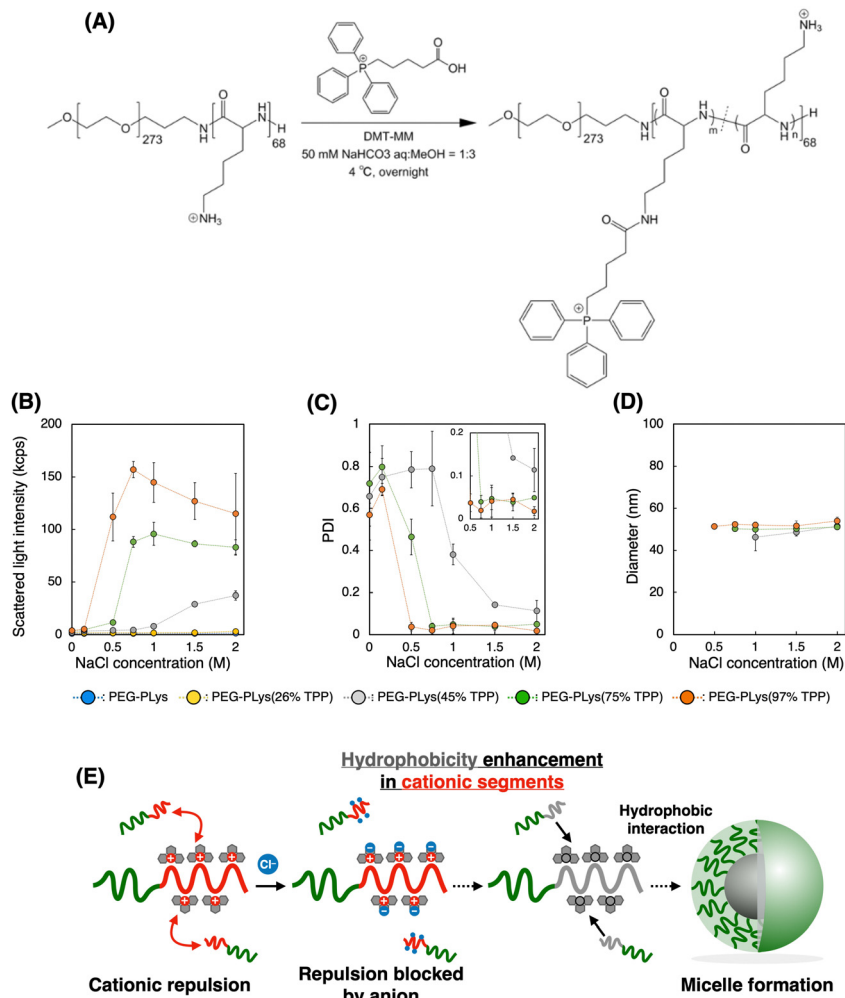 (A)
O
OH
P
⊕
O
O
273
N
H
O
H
N
H
68
⊕NH3
DMT-MM
50 mM NaHCO3 aq:MeOH = 1:3
4 °C, overnight
⊕
NH3
O
O
273
N
H
O
H
N
m
O
H
N
n
H
68
O
NH
⊕
P
(B)
Scattered light intensity (kcps)
200
150
100
50
0
0
0.5
1
1.5
2
NaCl concentration (M)
(C)
PDI
1
0.8
0.6
0.4
0.2
0
0
0.5
1
1.5
2
0.2
0.1
0
0.5
1
1.5
2
NaCl concentration (M)
(D)
Diameter (nm)
100
80
60
40
20
0
0
0.5
1
1.5
2
NaCl concentration (M)
: PEG-PLys
: PEG-PLys(26% TPP)
: PEG-PLys(45% TPP)
: PEG-PLys(75% TPP)
: PEG-PLys(97% TPP)
(E)
Hydrophobicity enhancement
in cationic segments
Cl−
Hydrophobic
interaction
+ + +
+ +
− − −
+ + +
+ +
− −
Cationic repulsion
Repulsion blocked
by anion
Micelle formation